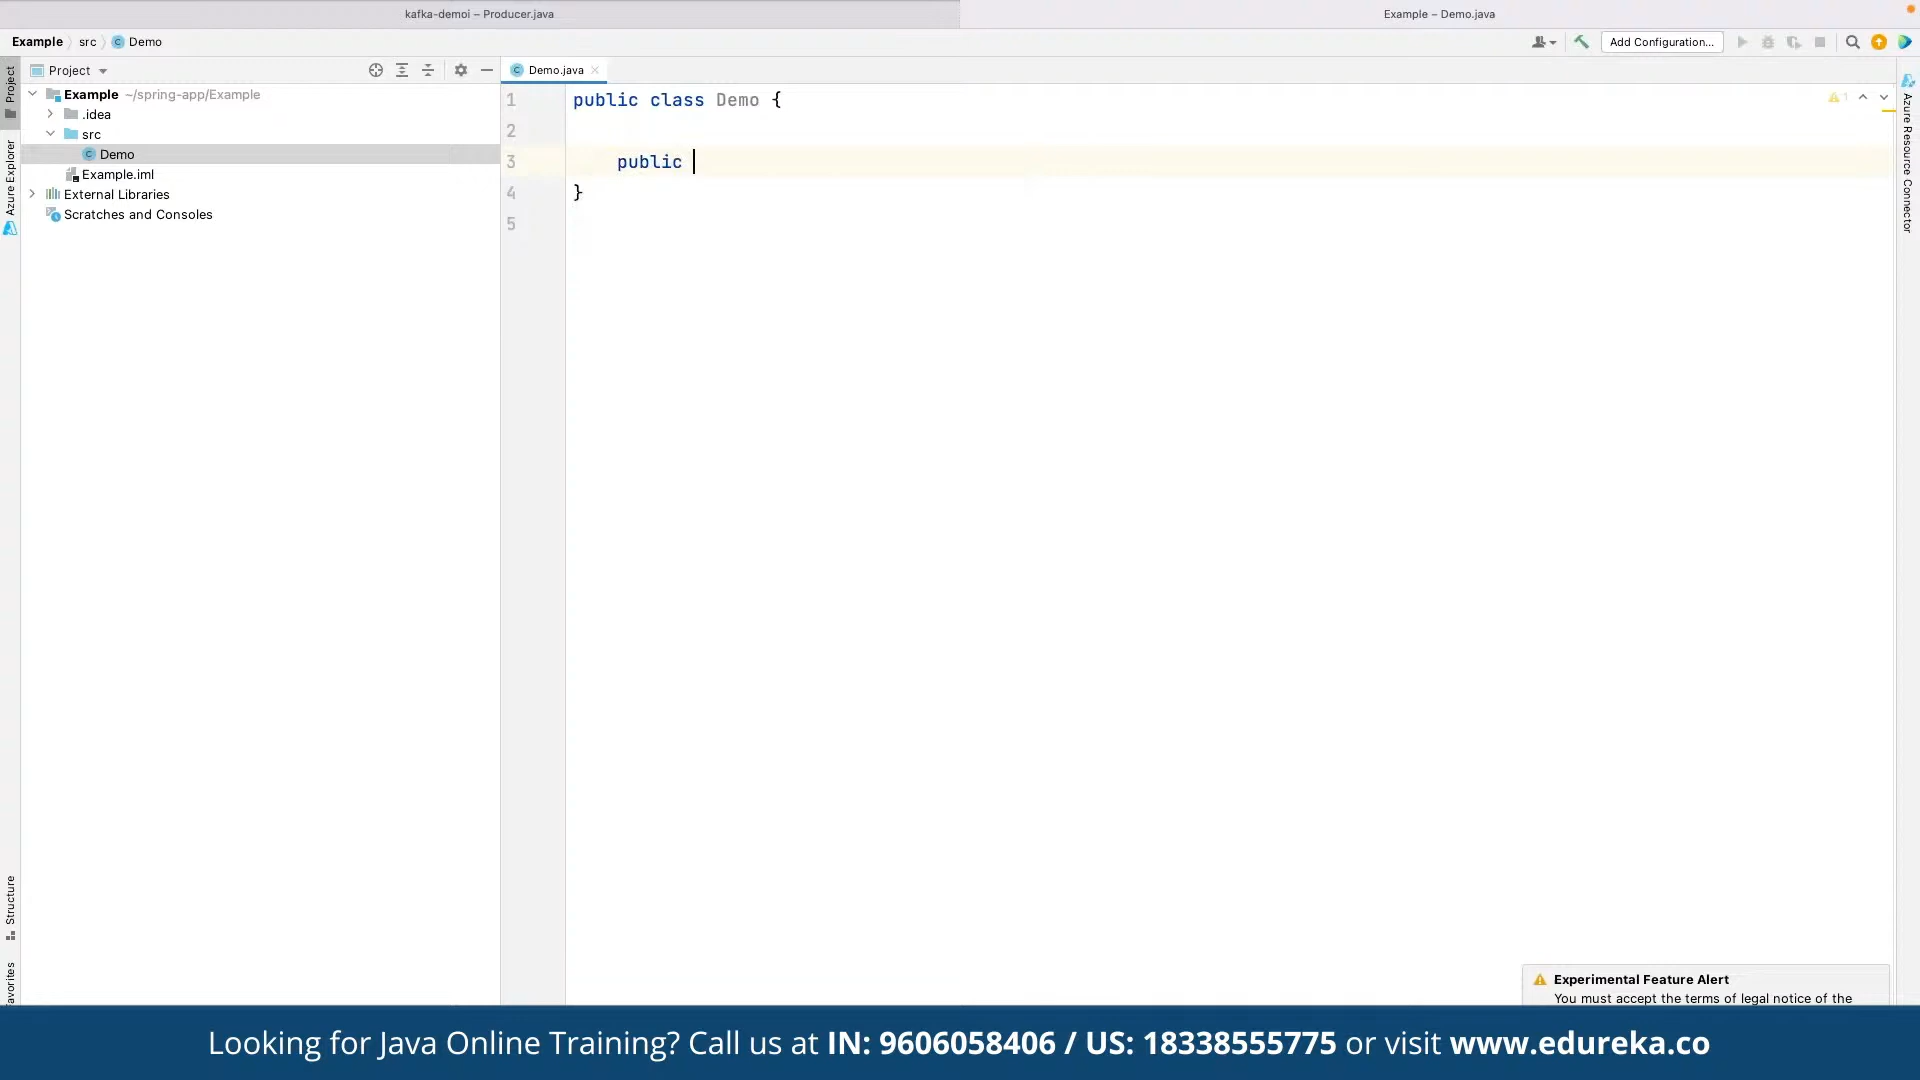 kafka-demoi – Producer.java
Example – Demo.java
Example src Demo
Add Configuration...
Project
Demo.java
Example ~/spring-app/Example
.idea
src
Demo
Example.iml
External Libraries
Scratches and Consoles
Project
Azure Explorer
Structure
avorites
1 public class Demo {
2
3 public
4 }
5
1
Azure Resource Connector
Experimental Feature Alert
You must accept the terms of legal notice of the
Looking for Java Online Training? Call us at IN: 9606058406 / US: 18338555775 or visit www.edureka.co